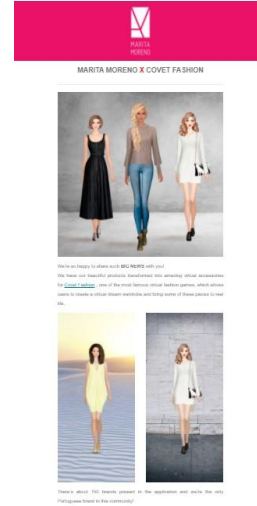 MARITA
MORENO
MARITA MORENO X COVET FASHION
We're so happy to share such BIG NEWS with you!
We have our beautiful products transformed into amazing virtual accessories
for Covet Fashion , one of the most famous virtual fashion games, which allows
users to create a virtual dream wardrobe and bring some of these pieces to real
life.
There's about 150 brands present in the application and we're the only
Portuguese brand in this community!